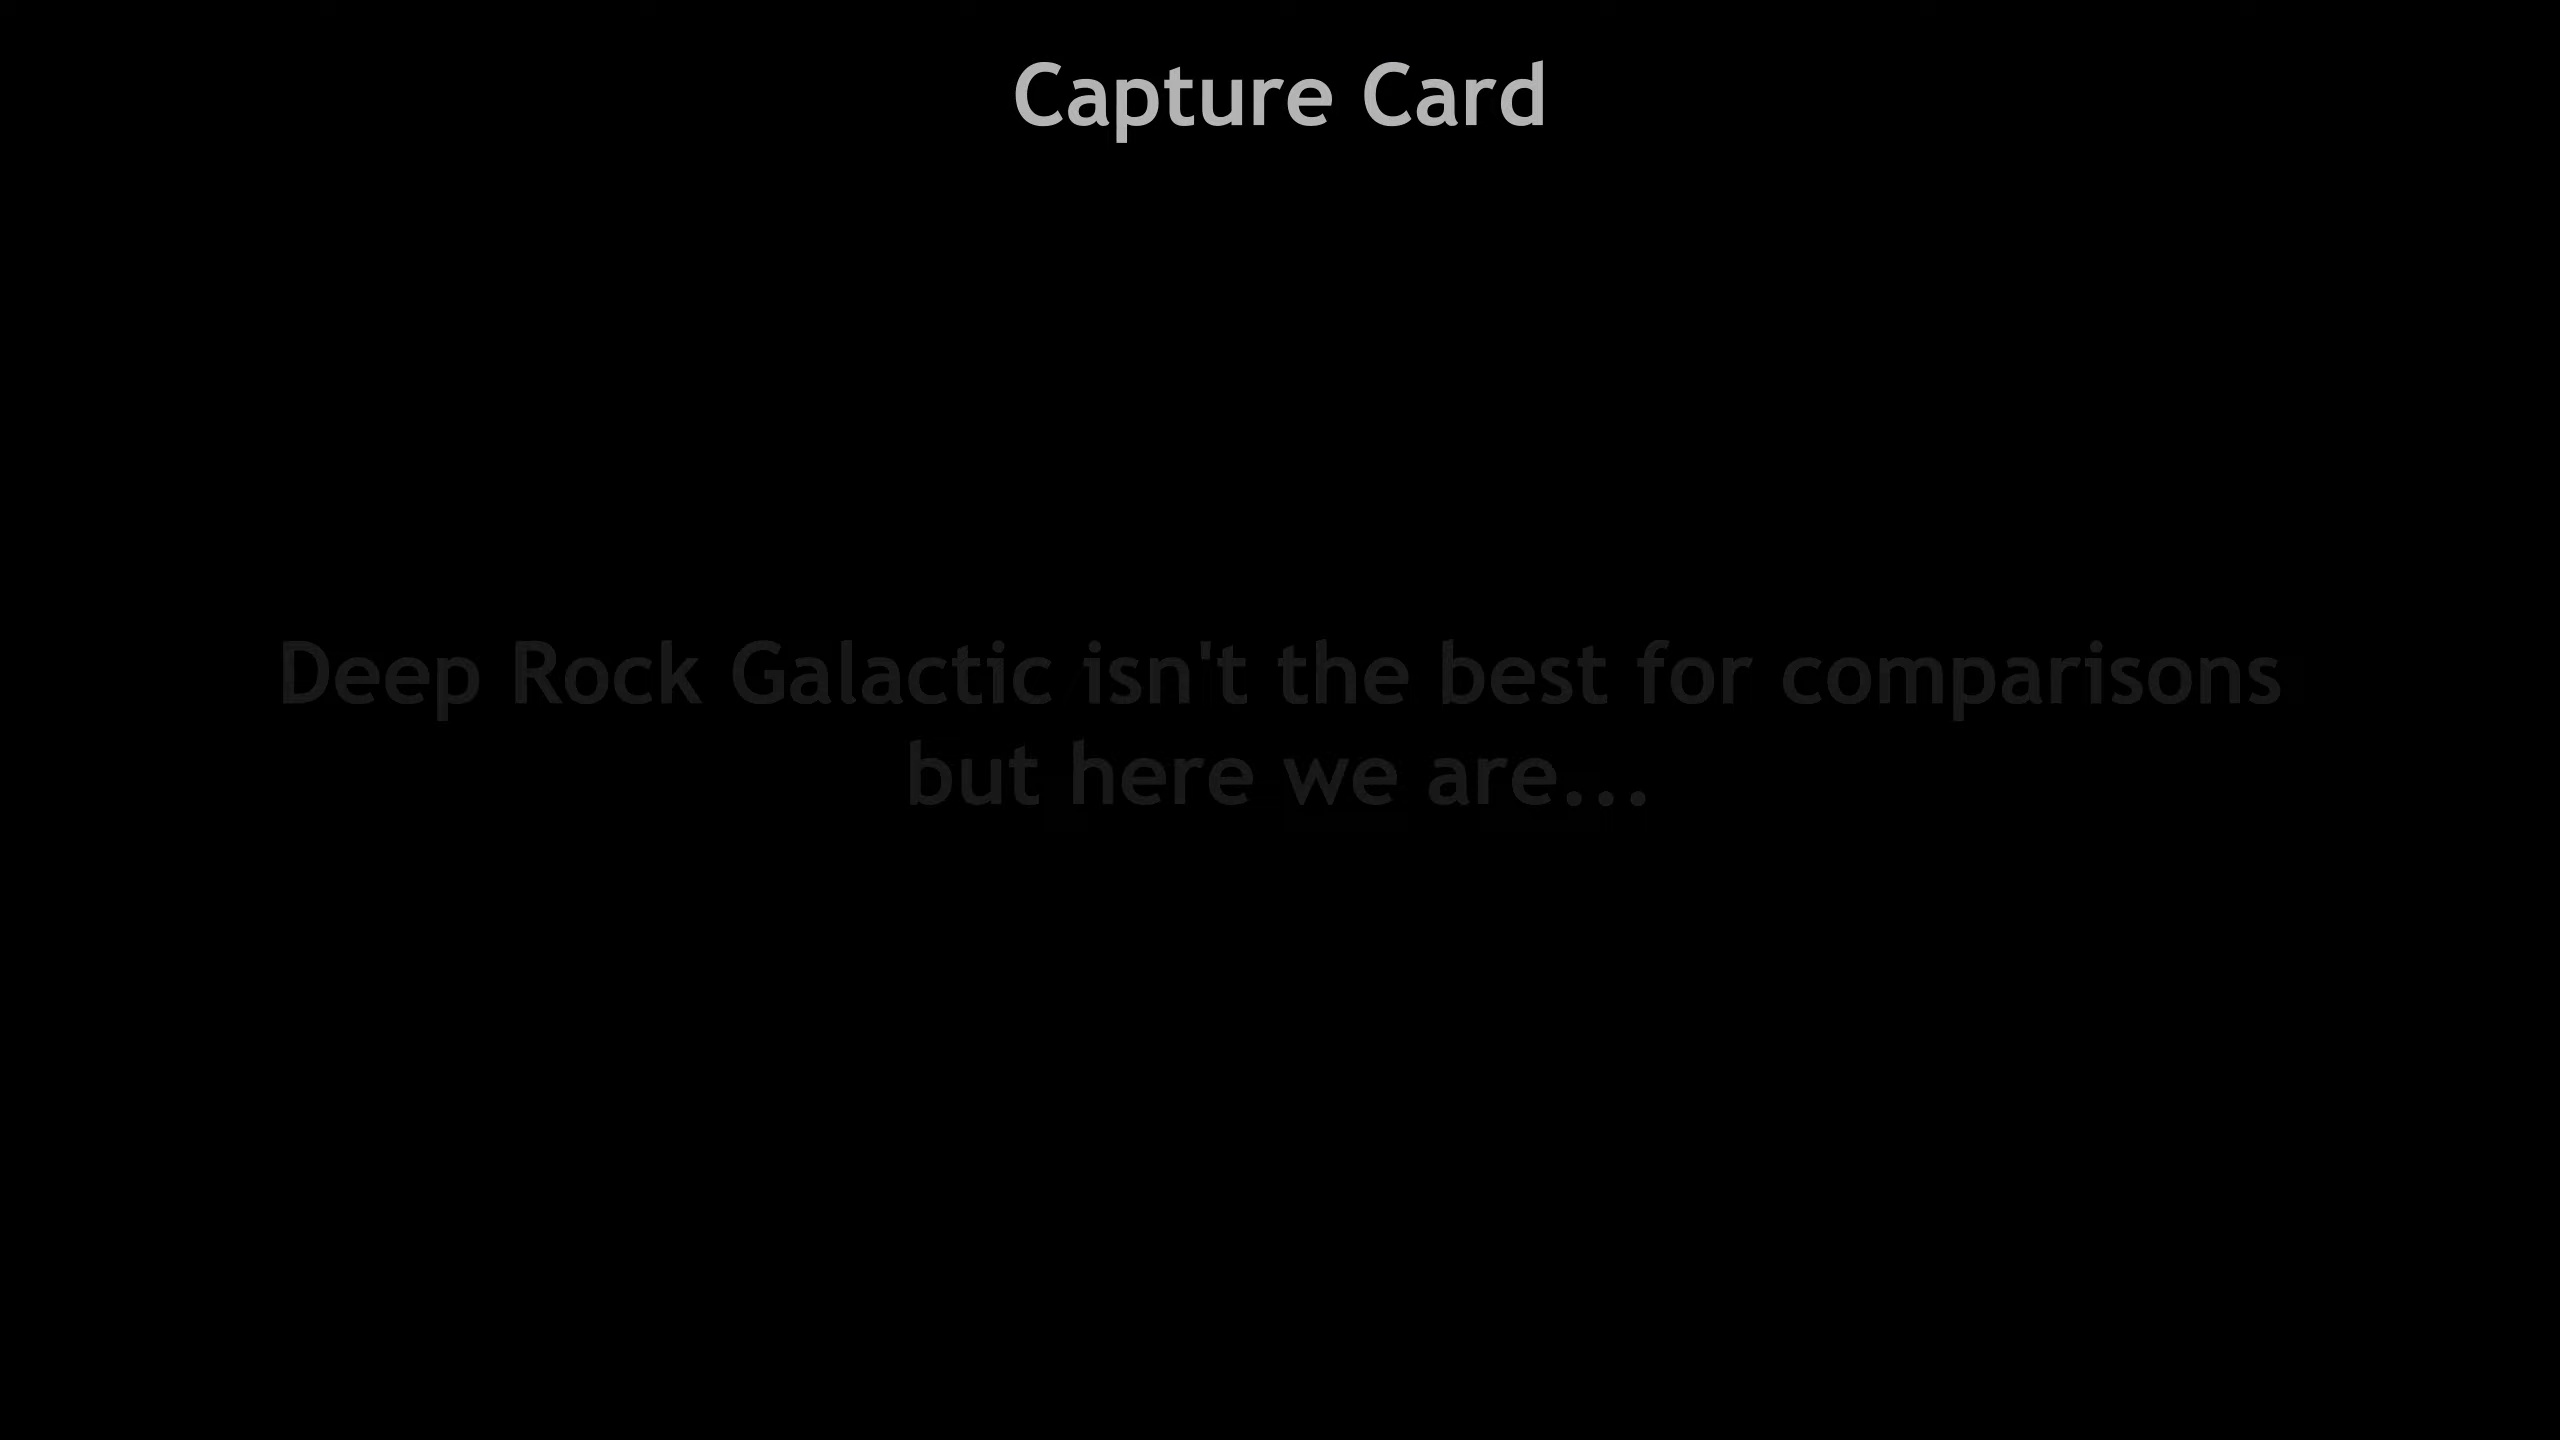 Capture Card
Deep Rock Galactic isn't the best for comparisons
but here we are...